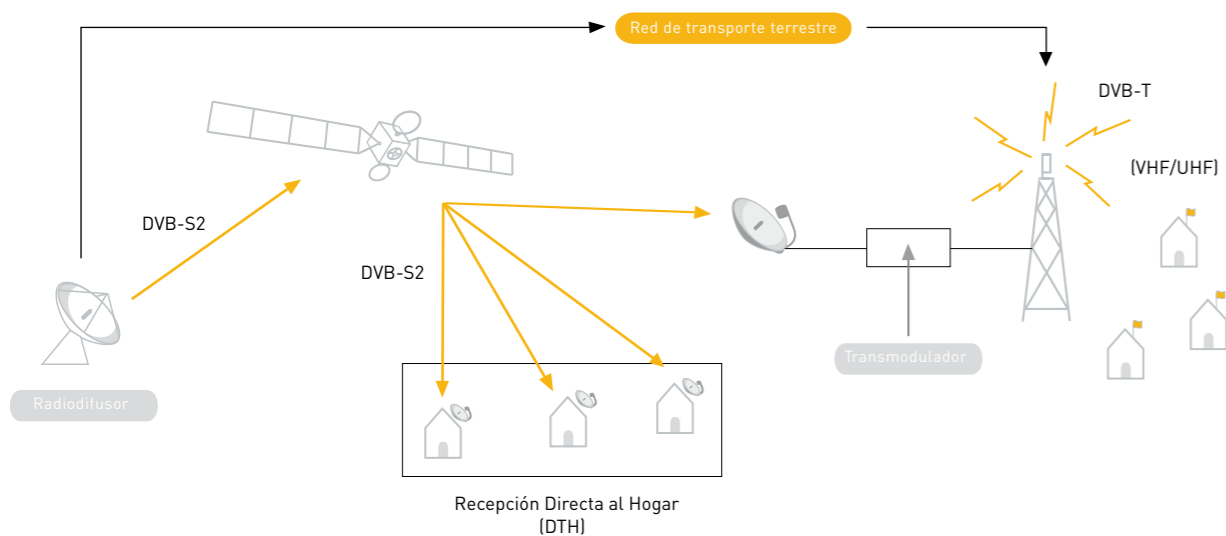 Red de transporte terrestre
DVB-T
(VHF/UHF)
DVB-S2
DVB-S2
Transmodulador
Radiodifusor
Recepción Directa al Hogar
(DTH)